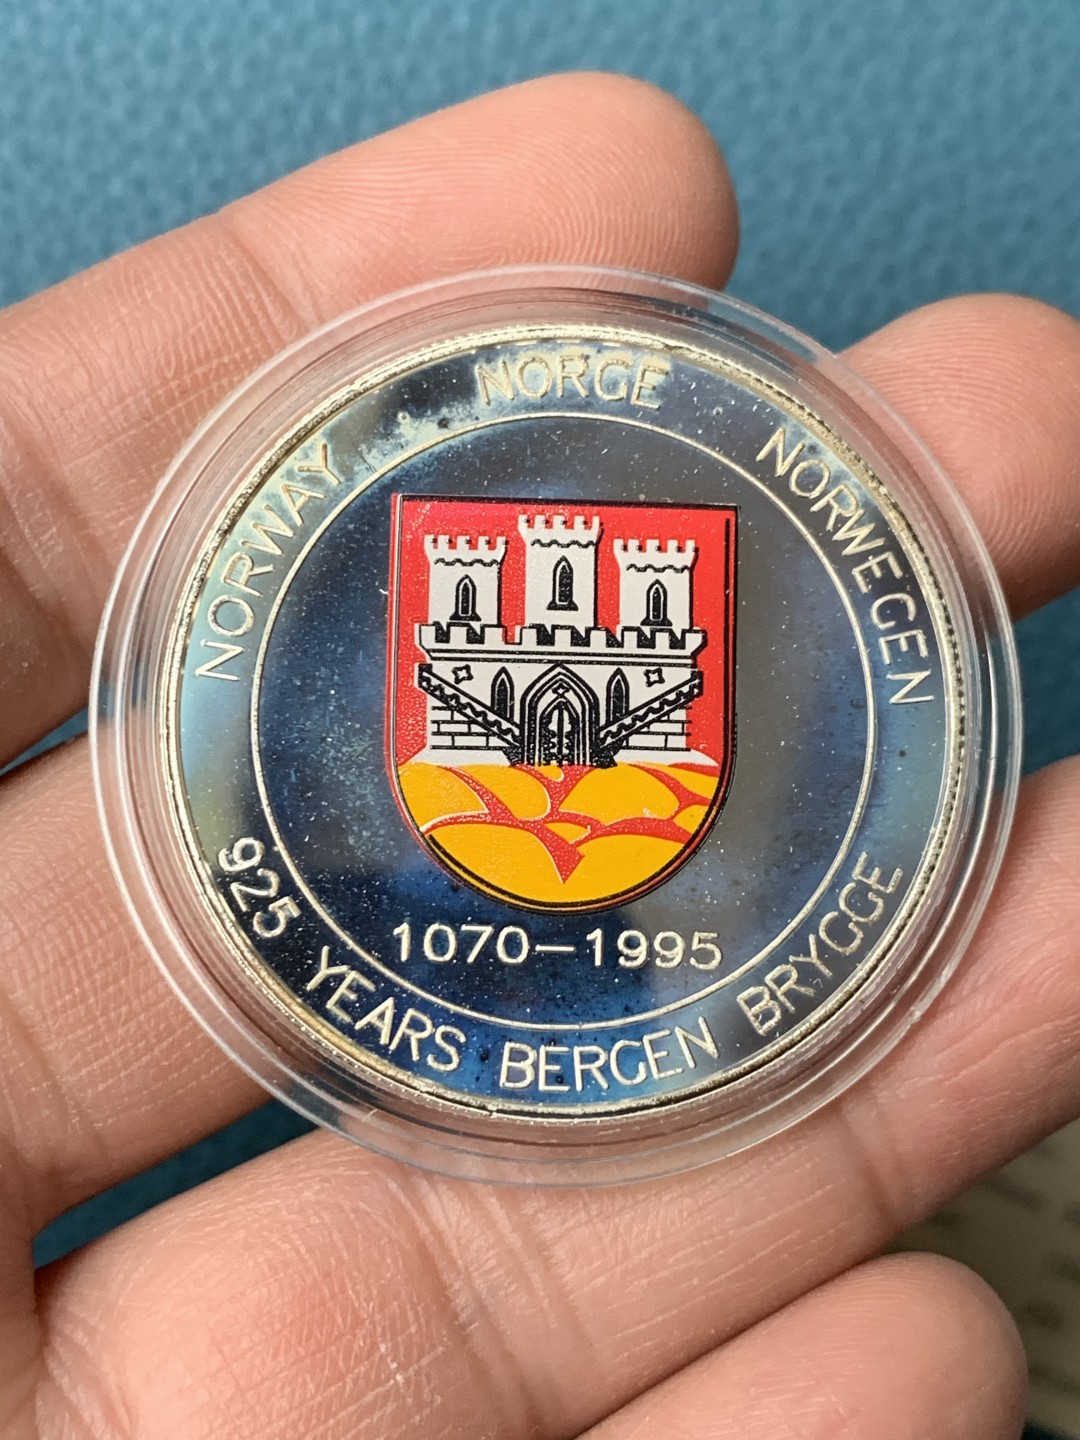 NORWAY
NORGE
NORWEGEN
1070-1995
925 YEARS BERGEN BRYGGE